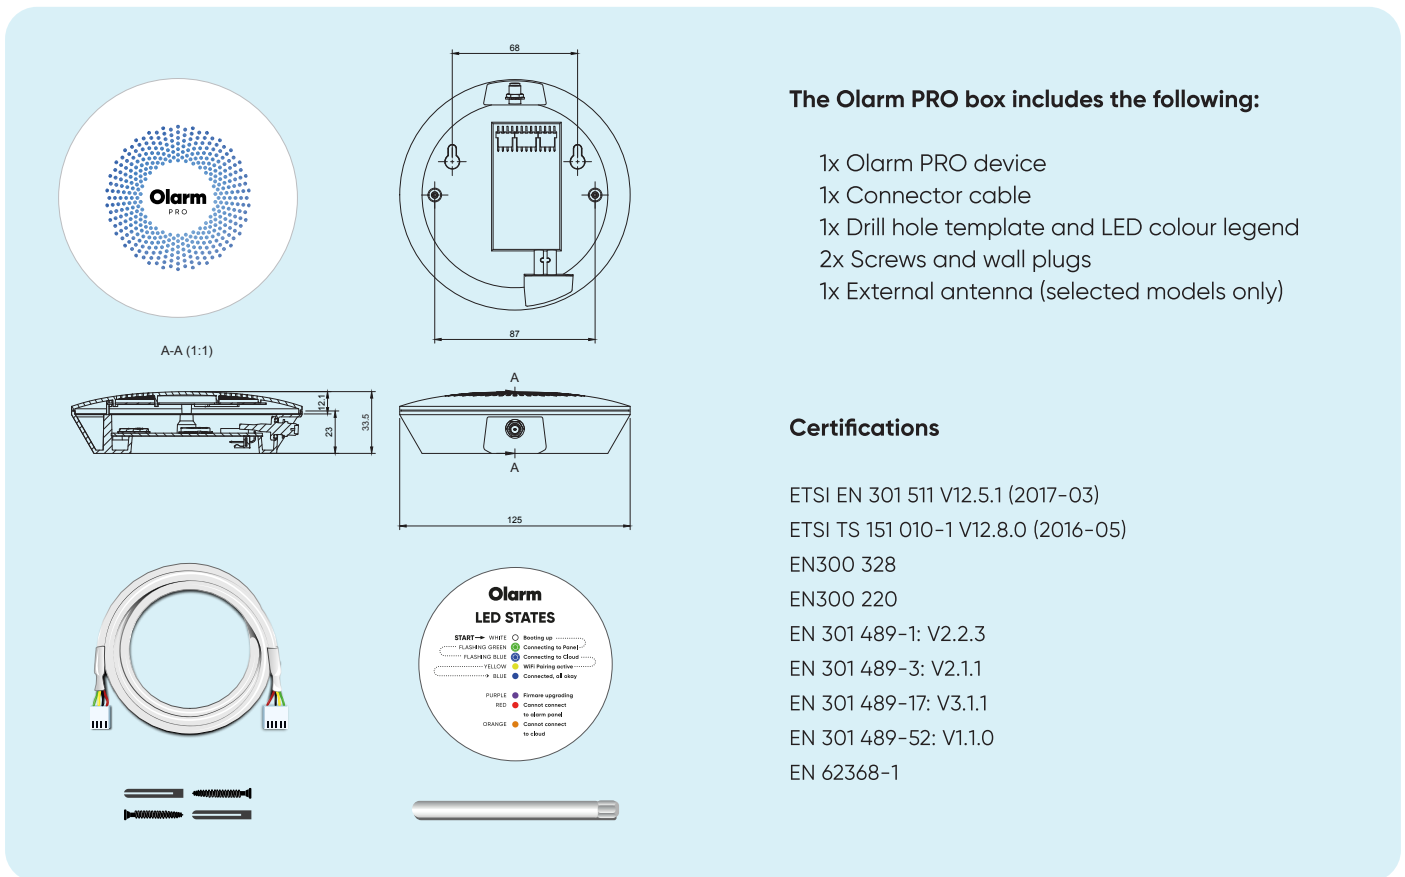 Olarm
PRO
68
87
A-A (1:1)
12.1
23
33.5
A
A
125
Olarm
LED STATES
START WHITE Booting up
FLASHING GREEN Connecting to Panel
FLASHING BLUE Connecting to Cloud
YELLOW WiFi Pairing active
BLUE Connected, all okay
PURPLE Firmare upgrading
RED Cannot connect
to alarm panel
ORANGE Cannot connect
to cloud
The Olarm PRO box includes the following:
1x Olarm PRO device
1x Connector cable
1x Drill hole template and LED colour legend
2x Screws and wall plugs
1x External antenna (selected models only)
Certifications
ETSI EN 301 511 V12.5.1 (2017-03)
ETSI TS 151 010-1 V12.8.0 (2016-05)
EN300 328
EN300 220
EN 301 489-1: V2.2.3
EN 301 489-3: V2.1.1
EN 301 489-17: V3.1.1
EN 301 489-52: V1.1.0
EN 62368-1